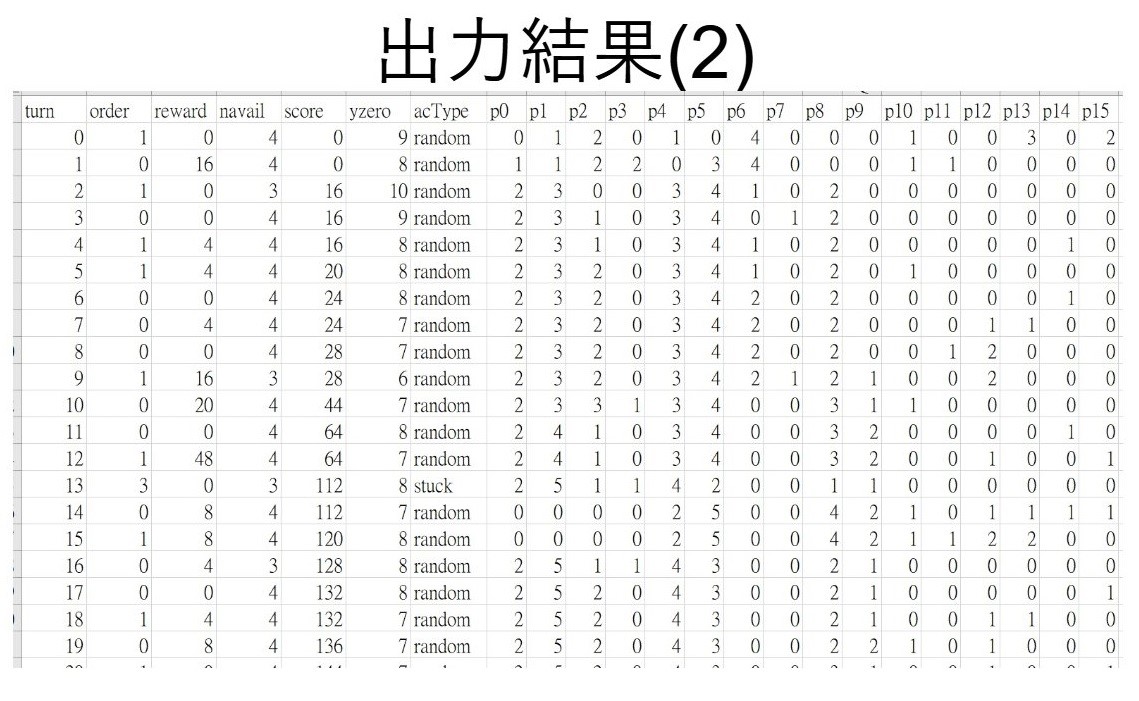 出力結果(2)
turn order reward navail score yzero acType p0 p1 p2 p3 p4 p5 p6 p7 p8 p9 p10 p11 p12 p13 p14 p15
0 1 0 4 0 9 random 0 1 2 0 1 0 4 0 0 0 1 0 0 3 0 2
1 0 16 4 0 8 random 1 1 2 2 0 3 4 0 0 0 1 1 0 0 0 0
2 1 0 3 16 10 random 2 3 0 0 3 4 1 0 2 0 0 0 0 0 0 0
3 0 0 4 16 9 random 2 3 1 0 3 4 0 1 2 0 0 0 0 0 0 0
4 1 4 4 16 8 random 2 3 1 0 3 4 1 0 2 0 0 0 0 0 1 0
5 1 4 4 20 8 random 2 3 2 0 3 4 1 0 2 0 1 0 0 0 0 0
6 0 0 4 24 8 random 2 3 2 0 3 4 2 0 2 0 0 0 0 0 1 0
7 0 4 4 24 7 random 2 3 2 0 3 4 2 0 2 0 0 0 1 1 0 0
8 0 0 4 28 7 random 2 3 2 0 3 4 2 0 2 0 0 1 2 0 0 0
9 1 16 3 28 6 random 2 3 2 0 3 4 2 1 2 1 0 0 2 0 0 0
10 0 20 4 44 7 random 2 3 3 1 3 4 0 0 3 1 1 0 0 0 0 0
11 0 0 4 64 8 random 2 4 1 0 3 4 0 0 3 2 0 0 0 0 1 0
12 1 48 4 64 7 random 2 4 1 0 3 4 0 0 3 2 0 0 1 0 0 1
13 3 0 3 112 8 stuck 2 5 1 1 4 2 0 0 1 1 0 0 0 0 0 0
14 0 8 4 112 7 random 0 0 0 0 2 5 0 0 4 2 1 0 1 1 1 1
15 1 8 4 120 8 random 0 0 0 0 2 5 0 0 4 2 1 1 2 2 0 0
16 0 4 3 128 8 random 2 5 1 1 4 3 0 0 2 1 0 0 0 0 0 0
17 0 0 4 132 8 random 2 5 2 0 4 3 0 0 2 1 0 0 0 0 0 1
18 1 4 4 132 7 random 2 5 2 0 4 3 0 0 2 1 0 0 1 1 0 0
19 0 8 4 136 7 random 2 5 2 0 4 3 0 0 2 2 1 0 1 0 0 0